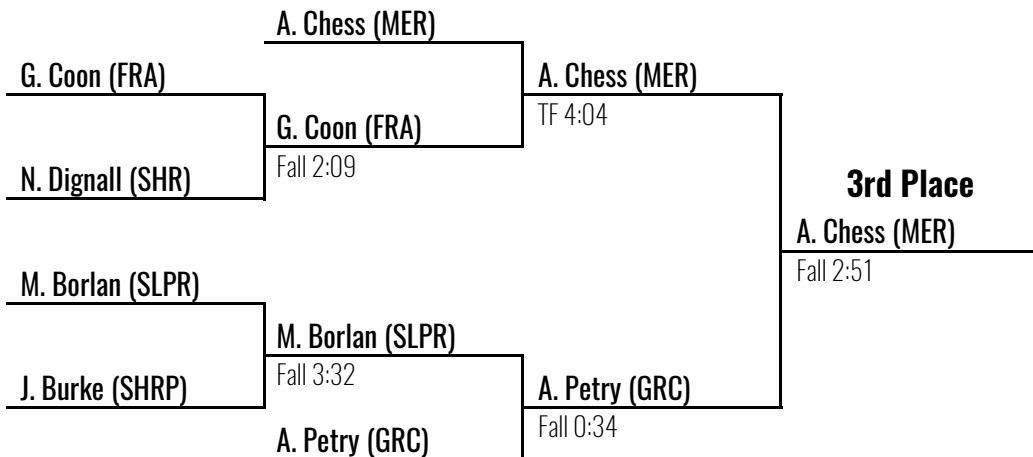 A. Chess (MER)
G. Coon (FRA)
A. Chess (MER)
TF 4:04
G. Coon (FRA)
Fall 2:09
N. Dignall (SHR)
3rd Place
A. Chess (MER)
Fall 2:51
M. Borlan (SLPR)
M. Borlan (SLPR)
Fall 3:32
J. Burke (SHRP)
A. Petry (GRC)
Fall 0:34
A. Petry (GRC)